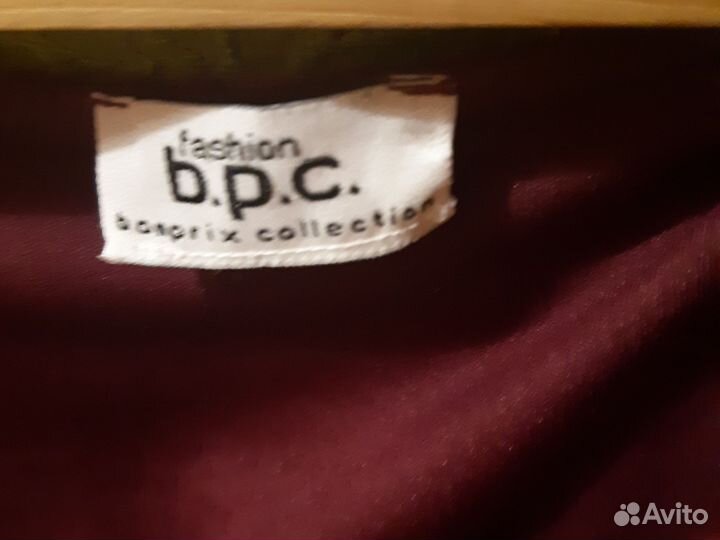 fashion
b.p.c.
bonprix collection
Avito